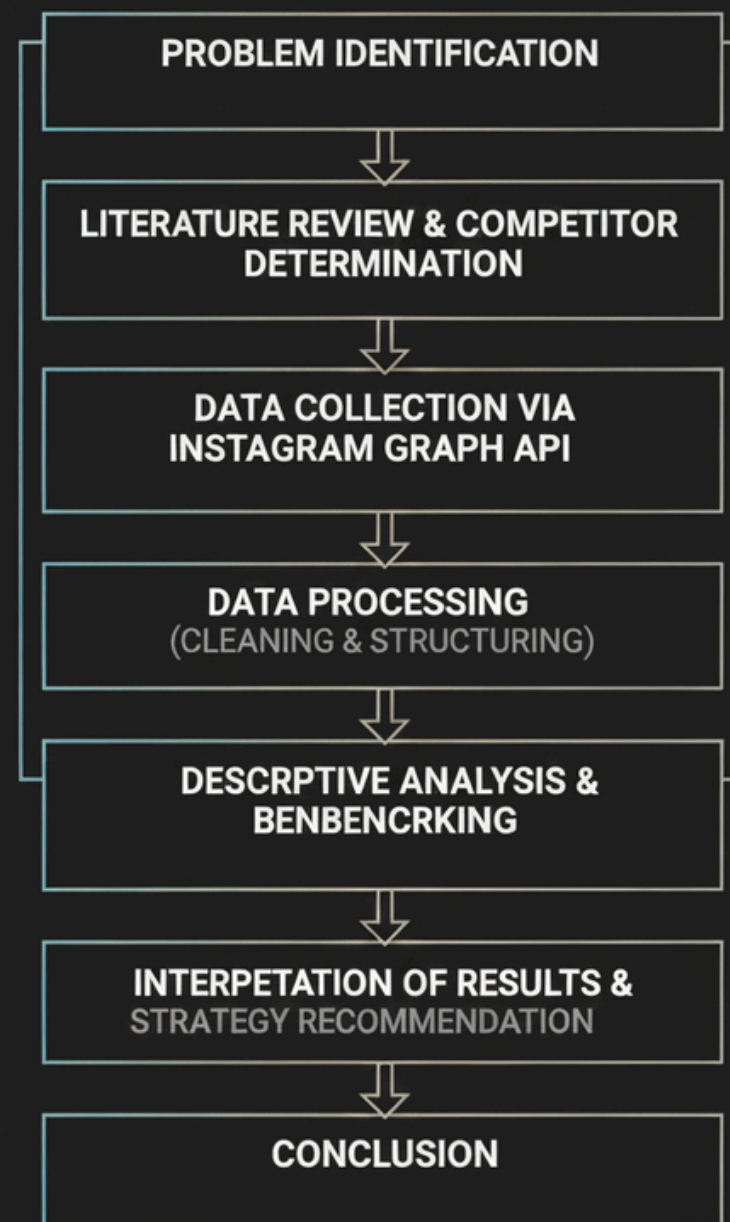 PROBLEM IDENTIFICATION
LITERATURE REVIEW & COMPETITOR
DETERMINATION
DATA COLLECTION VIA
INSTAGRAM GRAPH API
DATA PROCESSING
(CLEANING & STRUCTURING)
DESCRPTIVE ANALYSIS &
BENBENCRKING
INTERPETATION OF RESULTS &
STRATEGY RECOMMENDATION
CONCLUSION